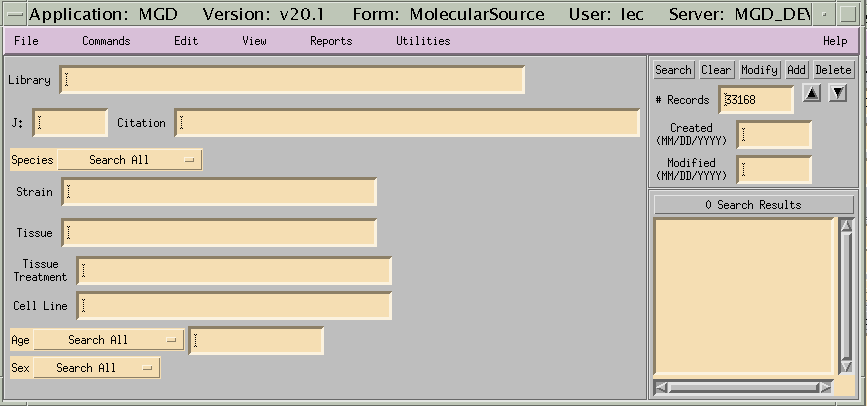 Application: MGD Version: v20.1 Form: MolecularSource User: lec Server: MGD_DEV
File Commands Edit View Reports Utilities Help
Library
Search Clear Modify Add Delete
# Records 33168
J: Citation
Created
(MM/DD/YYYY)
Species Search All
Modified
(MM/DD/YYYY)
Strain
0 Search Results
Tissue
Tissue
Treatment
Cell Line
Age Search All
Sex Search All